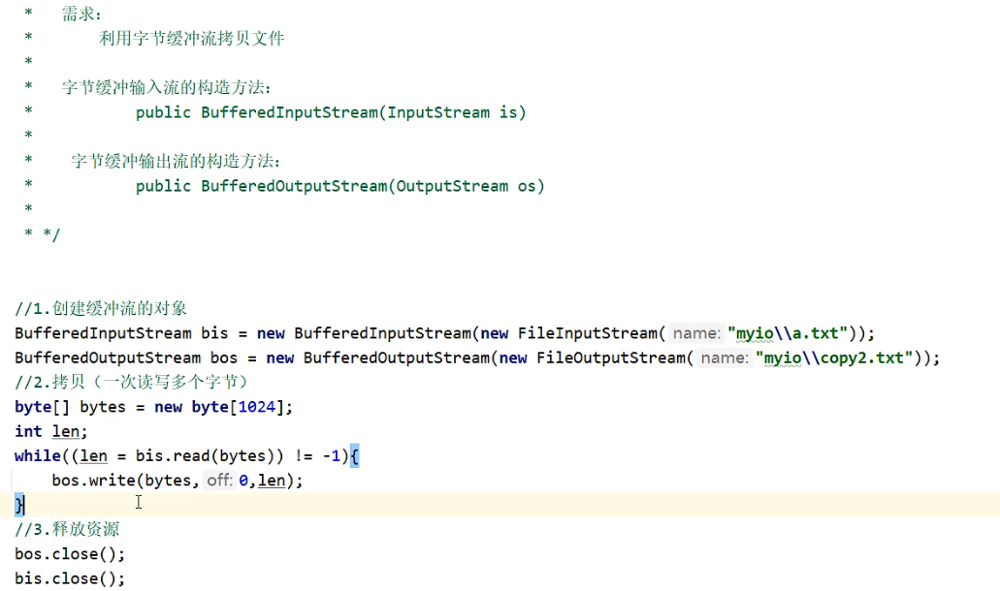 *   需求：
*       利用字节缓冲流拷贝文件
*
*   字节缓冲输入流的构造方法：
*           public BufferedInputStream(InputStream is)
*
*    字节缓冲输出流的构造方法：
*           public BufferedOutputStream(OutputStream os)
*
* */
//1.创建缓冲流的对象
BufferedInputStream bis = new BufferedInputStream(new FileInputStream( name: "myio\\a.txt"));
BufferedOutputStream bos = new BufferedOutputStream(new FileOutputStream( name: "myio\\copy2.txt"));
//2.拷贝（一次读写多个字节）
byte[] bytes = new byte[1024];
int len;
while((len = bis.read(bytes)) != -1){
    bos.write(bytes, off: 0,len);
}
//3.释放资源
bos.close();
bis.close();